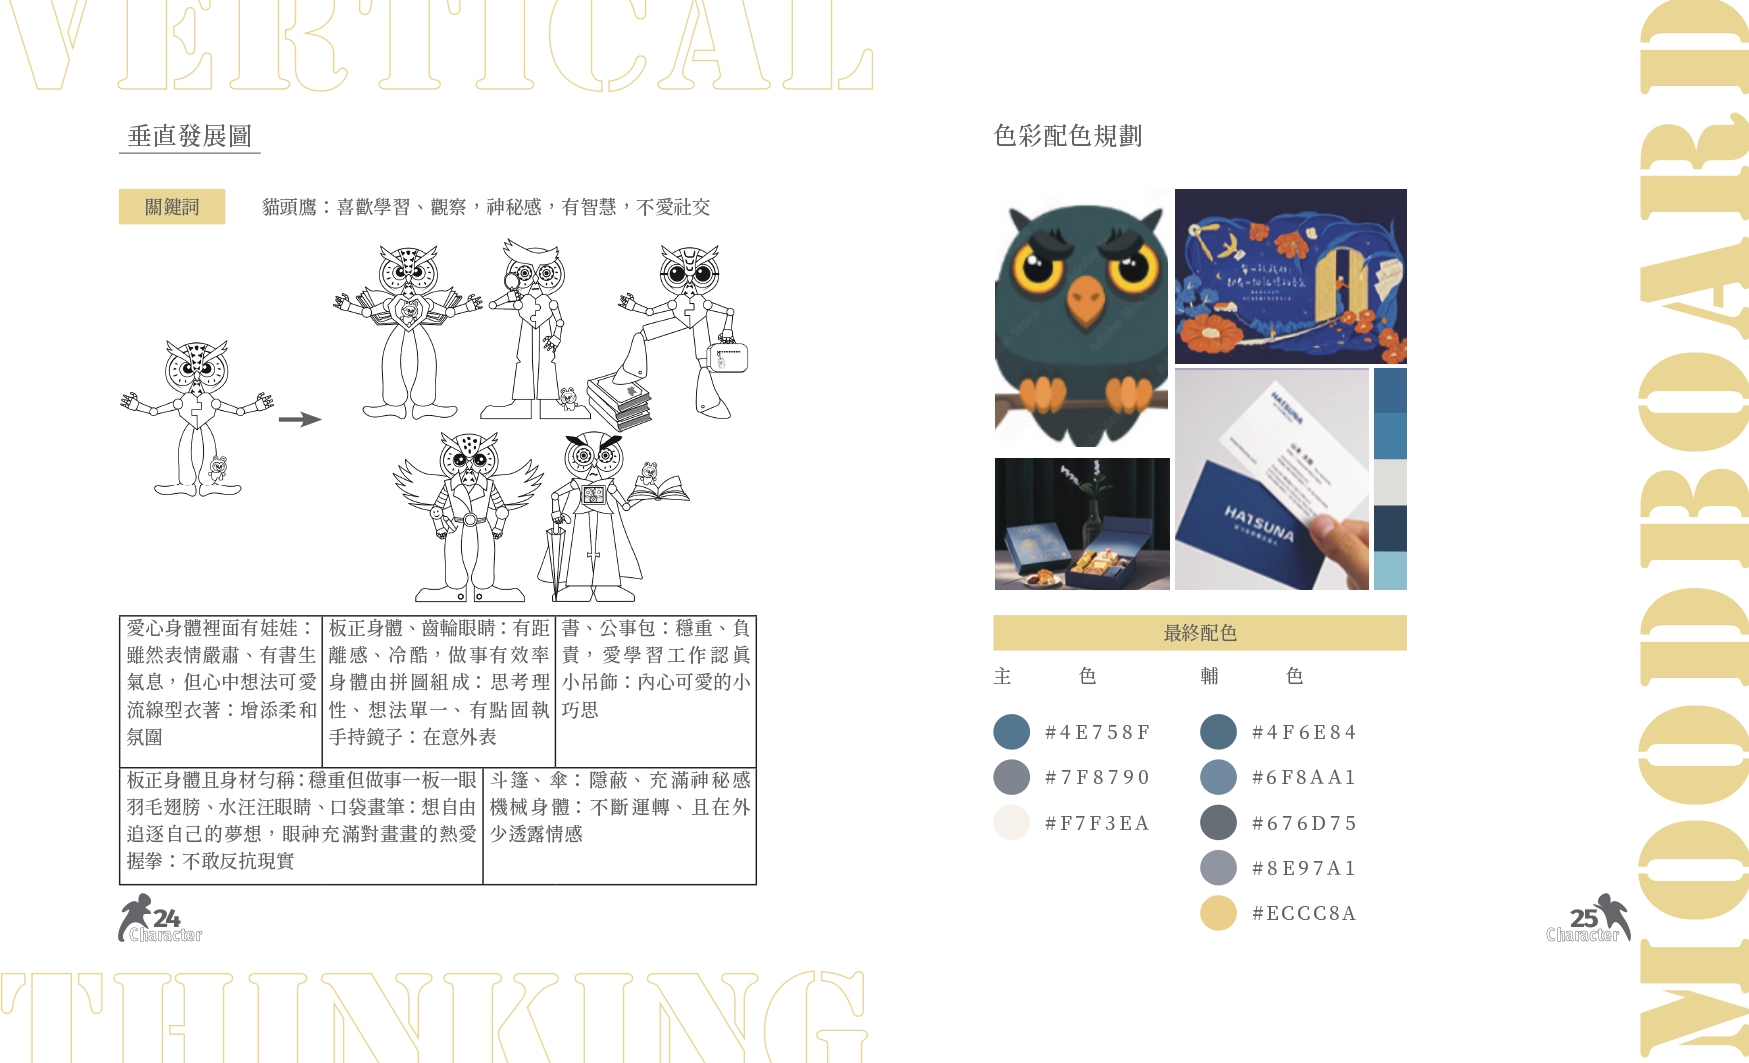 VERTICAL
垂直發展圖
關鍵詞
貓頭鷹：喜歡學習、觀察，神秘感，有智慧，不愛社交
愛心身體裡面有娃娃：
雖然表情嚴肅、有書生
氣息，但心中想法可愛
流線型衣著：增添柔和
氛圍
板正身體、齒輪眼睛：有距
離感、冷酷，做事有效率
身體由拼圖組成：思考理
性、想法單一、有點固執
手持鏡子：在意外表
書、公事包：穩重、負
責，愛學習工作認真
小吊飾：內心可愛的小
巧思
板正身體且身材勻稱：穩重但做事一板一眼
羽毛翅膀、水汪汪眼睛、口袋畫筆：想自由
追逐自己的夢想，眼神充滿對畫畫的熱愛
握拳：不敢反抗現實
斗篷、傘：隱蔽、充滿神秘感
機械身體：不斷運轉、且在外
少透露情感
24
Character
THINKING
色彩配色規劃
HATSUNA
HATSUNA
最終配色
主色
輔色
#4E758F
#7F8790
#F7F3EA
#4F6E84
#6F8AA1
#676D75
#8E97A1
#ECCC8A
25
Character
MOODBOARD